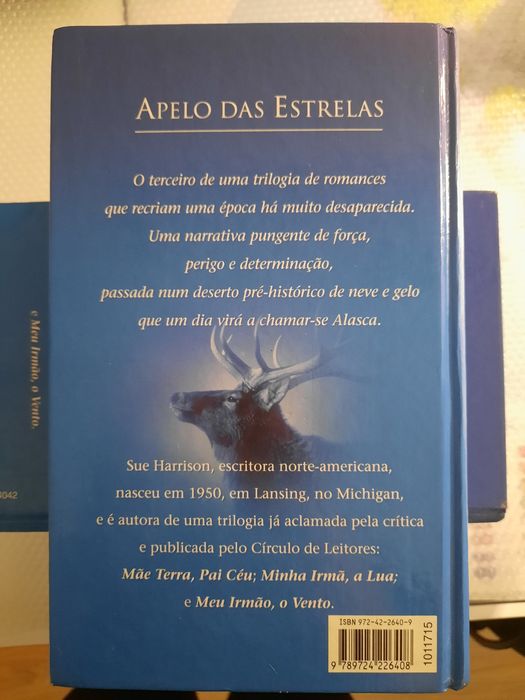 APELO DAS ESTRELAS
O terceiro de uma trilogia de romances
que recriam uma época há muito desaparecida.
Uma narrativa pungente de força,
perigo e determinação,
passada num deserto pré-histórico de neve e gelo
que um dia virá a chamar-se Alasca.
Sue Harrison, escritora norte-americana,
nasceu em 1950, em Lansing, no Michigan,
e é autora de uma trilogia já aclamada pela crítica
e publicada pelo Círculo de Leitores:
Mãe Terra, Pai Céu; Minha Irmã, a Lua;
e Meu Irmão, o Vento.
ISBN 972-42-2640-9
9 789724 226408
1011715
e Meu Irmão, o Vento.